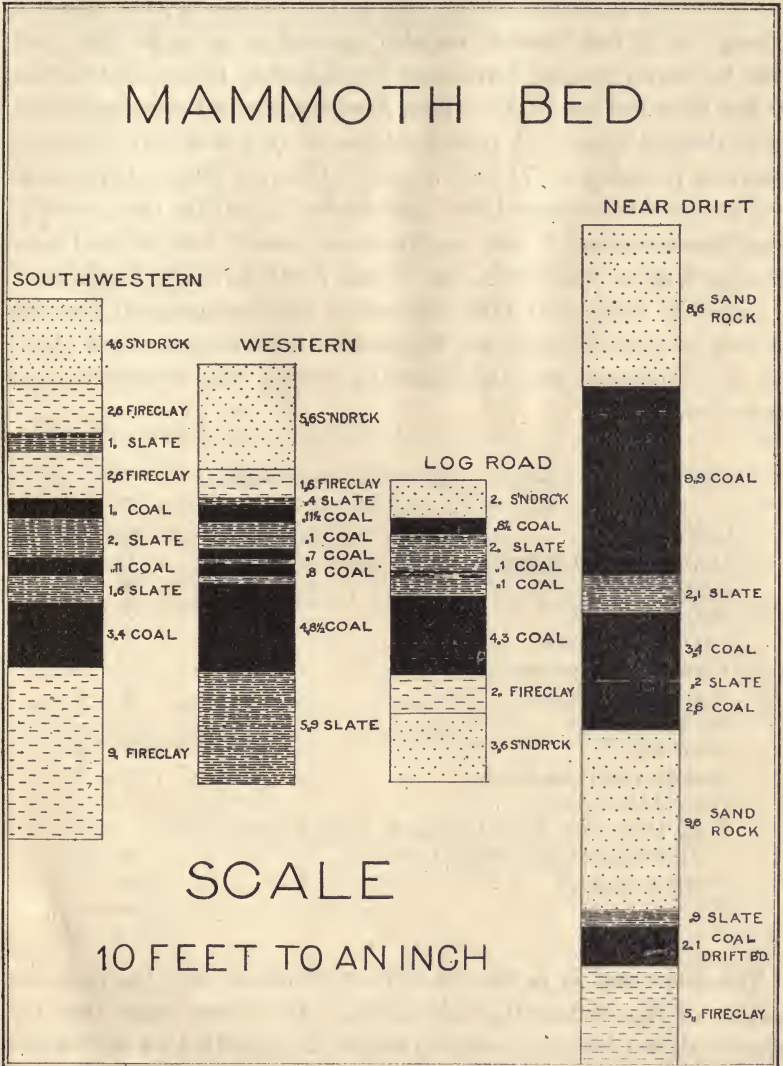 MAMMOTH BED
SOUTHWESTERN
4,6 S'NDR'CK
2,6 FIRECLAY
1, SLATE
2,6 FIRECLAY
1, COAL
2, SLATE
,,11 COAL
1,,6 SLATE
3,,4 COAL
9, FIRECLAY
WESTERN
5,6 S'NDR'CK
1,6 FIRECLAY
,,4 SLATE
,,11½ COAL
,,1 COAL
,,7 COAL
,,8 COAL
4,,8½ COAL
5,,9 SLATE
LOG ROAD
2,, S'NDR'CK
,,8½ COAL
2,, SLATE
,,1 COAL
,,1 COAL
4,,3 COAL
2,, FIRECLAY
3,,6 S'NDR'CK
NEAR DRIFT
8,,6 SAND
ROCK
9,,9 COAL
2,,1 SLATE
3,,4 COAL
,,2 SLATE
2,,6 COAL
9,,6 SAND
ROCK
,,9 SLATE
2,,1 COAL
DRIFT BD.
5,, FIRECLAY
SCALE
10 FEET TO AN INCH